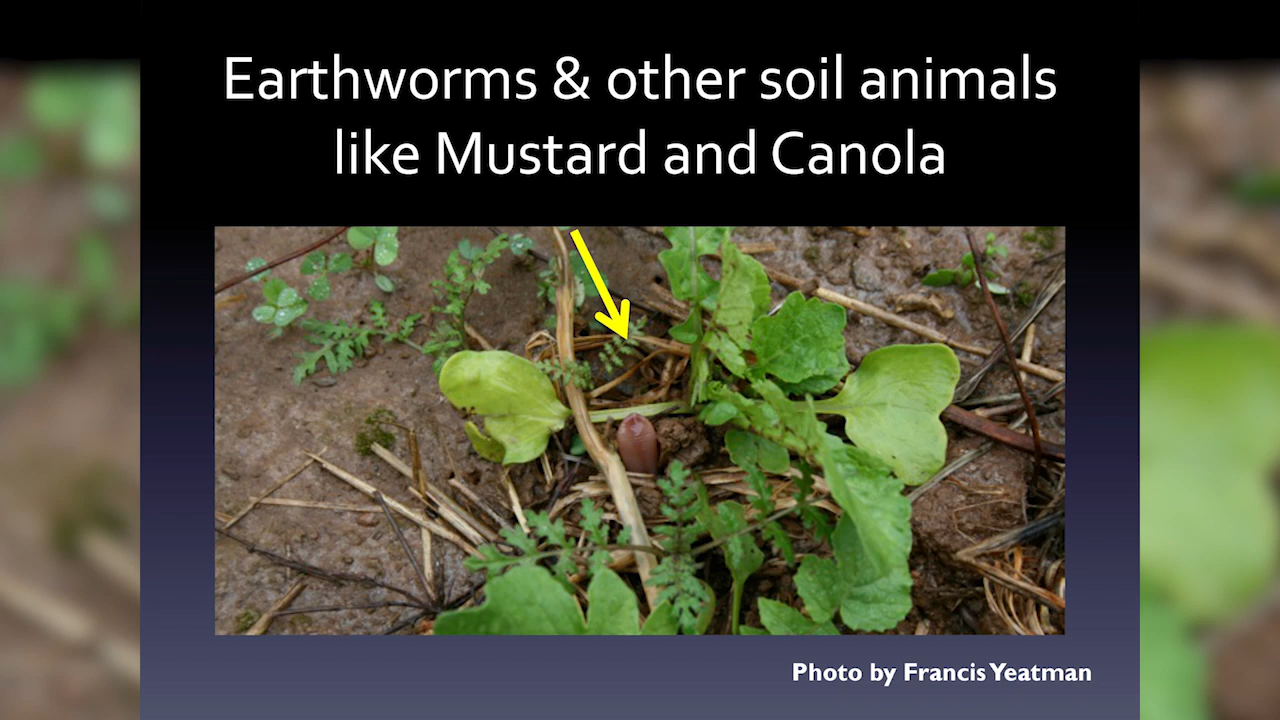 Earthworms & other soil animals
like Mustard and Canola
Photo by Francis Yeatman